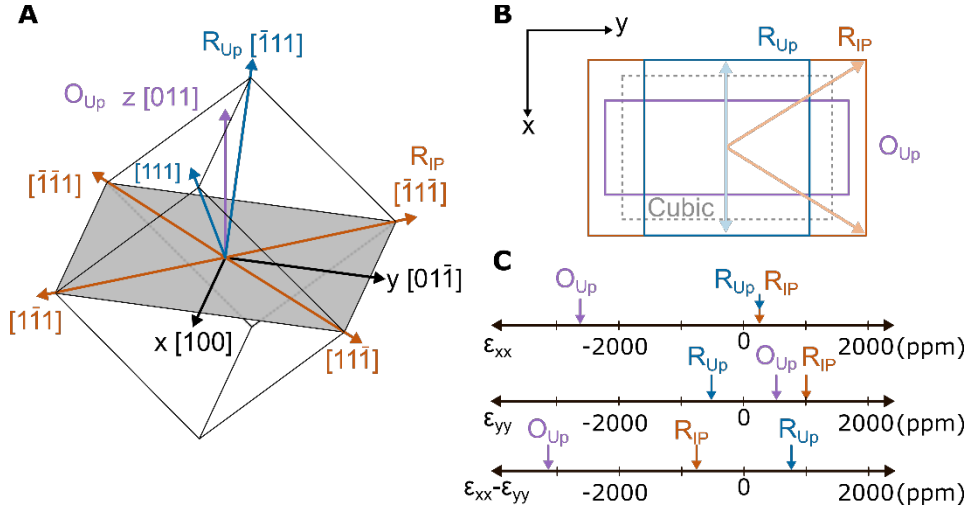 A
R_Up [1̄11]
O_Up z [011]
[111]
R_IP
[1̄1̄1]
[1̄11̄]
y [011̄]
[11̄1]
x [100]
[111̄]
B
y
R_Up R_IP
x
O_Up
Cubic
C
O_Up
R_Up R_IP
ε_xx -2000 0 2000 (ppm)
R_Up O_Up R_IP
ε_yy -2000 0 2000 (ppm)
O_Up R_IP R_Up
ε_xx-ε_yy -2000 0 2000 (ppm)